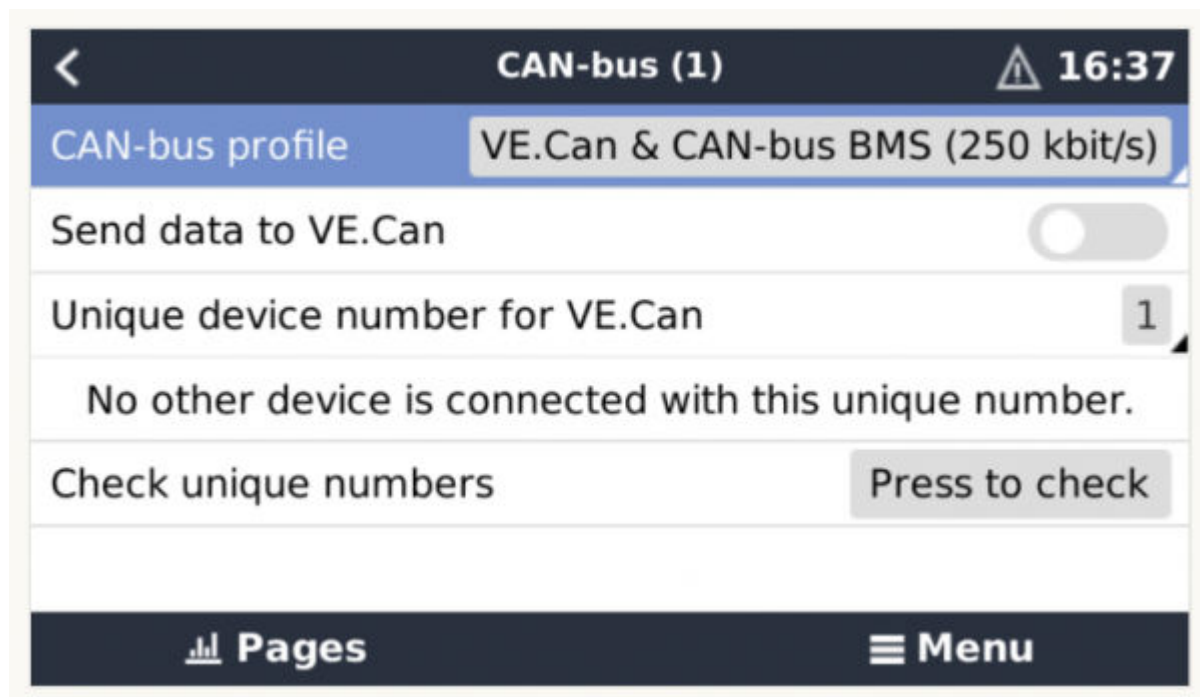 CAN-bus (1) 16:37
CAN-bus profile VE.Can & CAN-bus BMS (250 kbit/s)
Send data to VE.Can
Unique device number for VE.Can 1
No other device is connected with this unique number.
Check unique numbers Press to check
Pages Menu